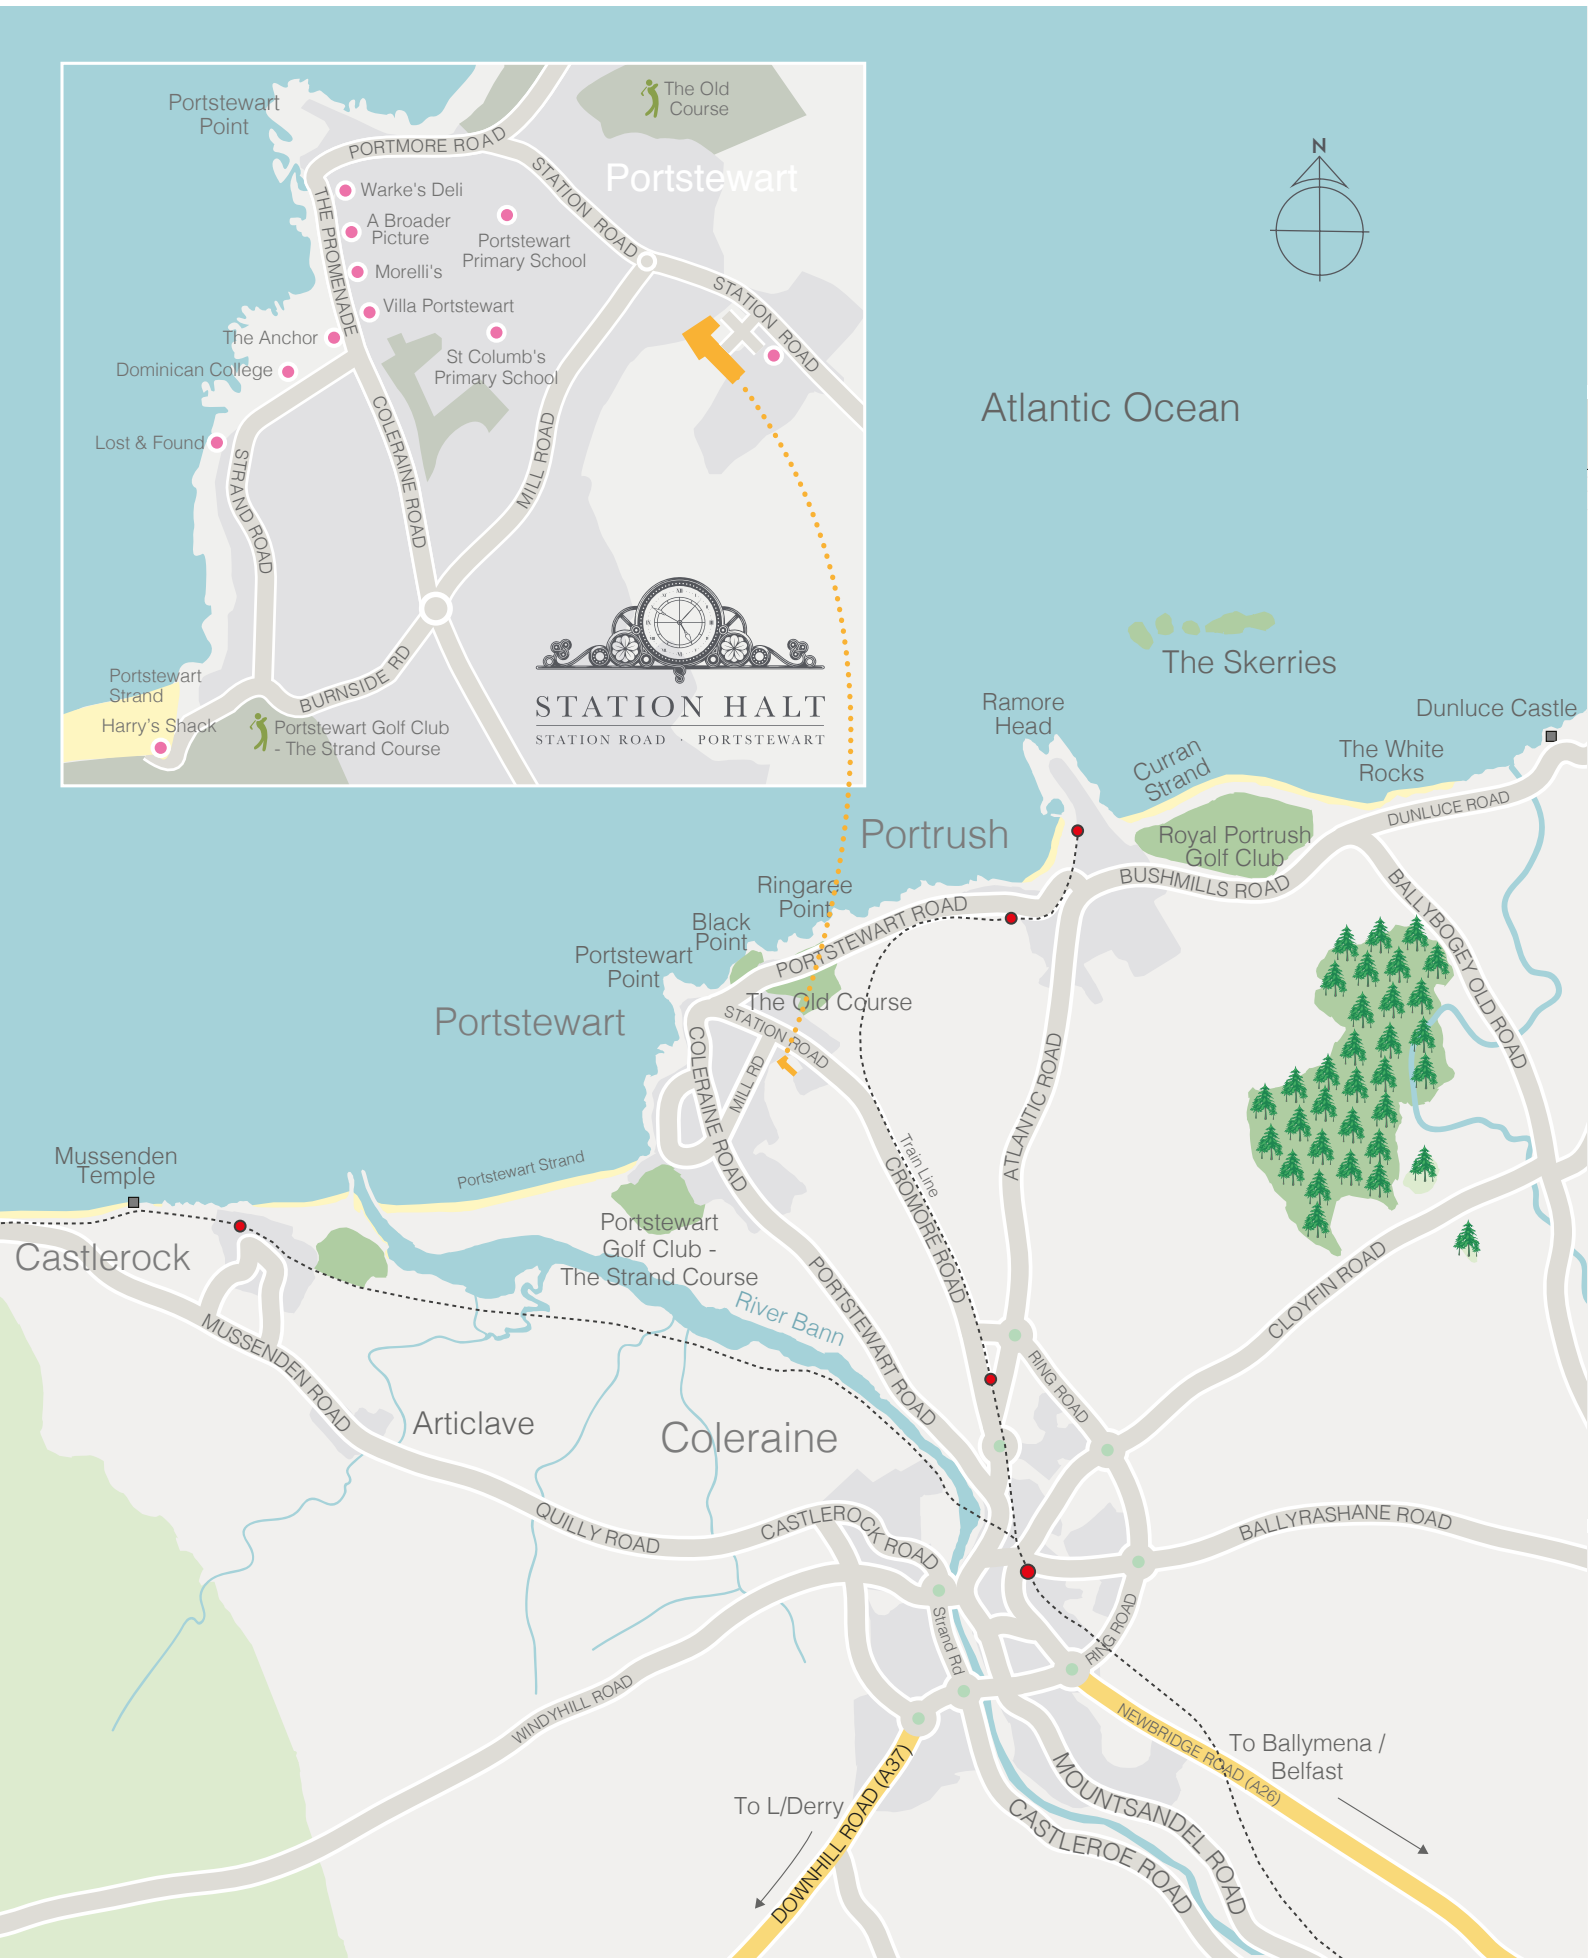 Portstewart
Point
The Old
Course
PORTMORE ROAD
STATION ROAD
Portstewart
THE PROMENADE
Warke's Deli
A Broader
Picture
Portstewart
Primary School
Morelli's
Villa Portstewart
STATION ROAD
The Anchor
St Columb's
Primary School
Dominican College
COLERAINE ROAD
MILL ROAD
Lost & Found
STRAND ROAD
BURNSIDE RD
Portstewart
Strand
Harry's Shack
Portstewart Golf Club
- The Strand Course
STATION HALT
STATION ROAD · PORTSTEWART
N
Atlantic Ocean
The Skerries
Ramore
Head
Dunluce Castle
Curran
Strand
The White
Rocks
DUNLUCE ROAD
Portrush
Royal Portrush
Golf Club
BUSHMILLS ROAD
BALLYBOGEY OLD ROAD
Ringaree
Point
Black
Point
PORTSTEWART ROAD
Portstewart
Point
The Old Course
Portstewart
STATION ROAD
COLERAINE ROAD
MILL RD
ATLANTIC ROAD
Train Line
CROMORE ROAD
Mussenden
Temple
Portstewart Strand
Castlerock
Portstewart
Golf Club -
The Strand Course
River Bann
PORTSTEWART ROAD
CLOYFIN ROAD
MUSSENDEN ROAD
RING ROAD
Articlave
Coleraine
QUILLY ROAD
CASTLEROCK ROAD
BALLYRASHANE ROAD
Strand Rd
RING ROAD
WINDYHILL ROAD
NEWBRIDGE ROAD (A26)
To Ballymena /
Belfast
To L/Derry
DOWNHILL ROAD (A37)
MOUNTSANDEL ROAD
CASTLEROE ROAD